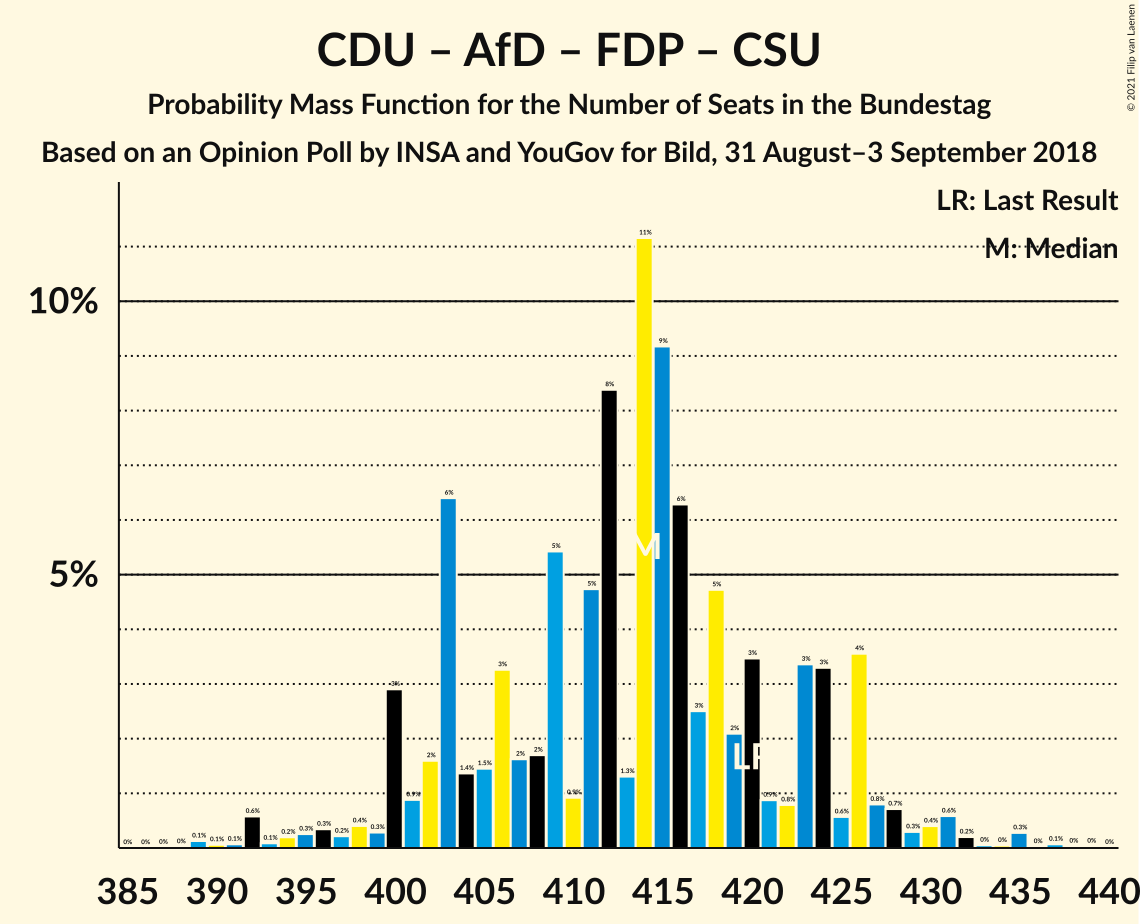 CDU – AfD – FDP – CSU
Probability Mass Function for the Number of Seats in the Bundestag
Based on an Opinion Poll by INSA and YouGov for Bild, 31 August–3 September 2018
© 2021 Filip van Laenen
LR: Last Result
M: Median
10%
5%
0% 0% 0% 0% 0.1% 0.1% 0.1% 0.6% 0.1% 0.2% 0.3% 0.3% 0.2% 0.4% 0.3% 3% 0.9% 2% 6% 1.4% 1.5% 3% 2% 2% 5% 0.9% 5% 8% 1.3% 11% 9% 6% 3% 5% 2% 3% 0.9% 0.8% 3% 3% 0.6% 4% 0.8% 0.7% 0.3% 0.4% 0.6% 0.2% 0% 0% 0.3% 0% 0.1% 0% 0% 0%
M
LR
385 390 395 400 405 410 415 420 425 430 435 440